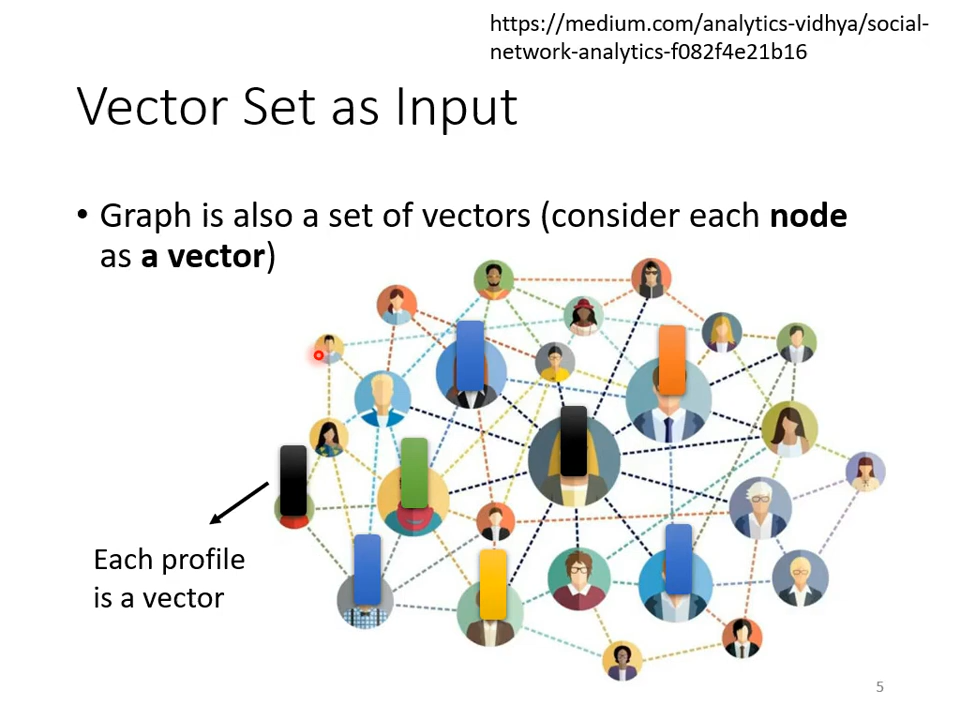 https://medium.com/analytics-vidhya/social-
network-analytics-f082f4e21b16
Vector Set as Input
• Graph is also a set of vectors (consider each node
as a vector)
Each profile
is a vector
5